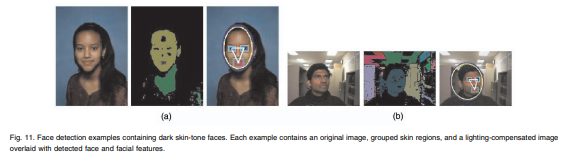 (a)
(b)
Fig. 11. Face detection examples containing dark skin-tone faces. Each example contains an original image, grouped skin regions, and a lighting-compensated image
overlaid with detected face and facial features.